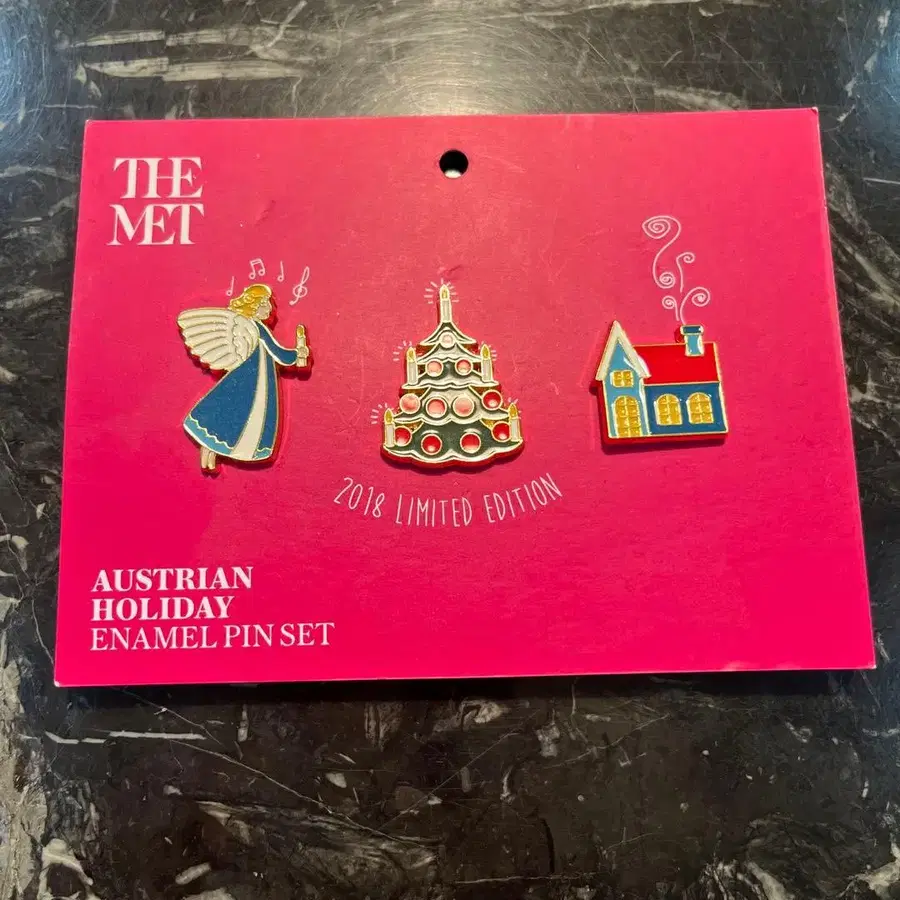 THE
MET
2018 LIMITED EDITION
AUSTRIAN
HOLIDAY
ENAMEL PIN SET